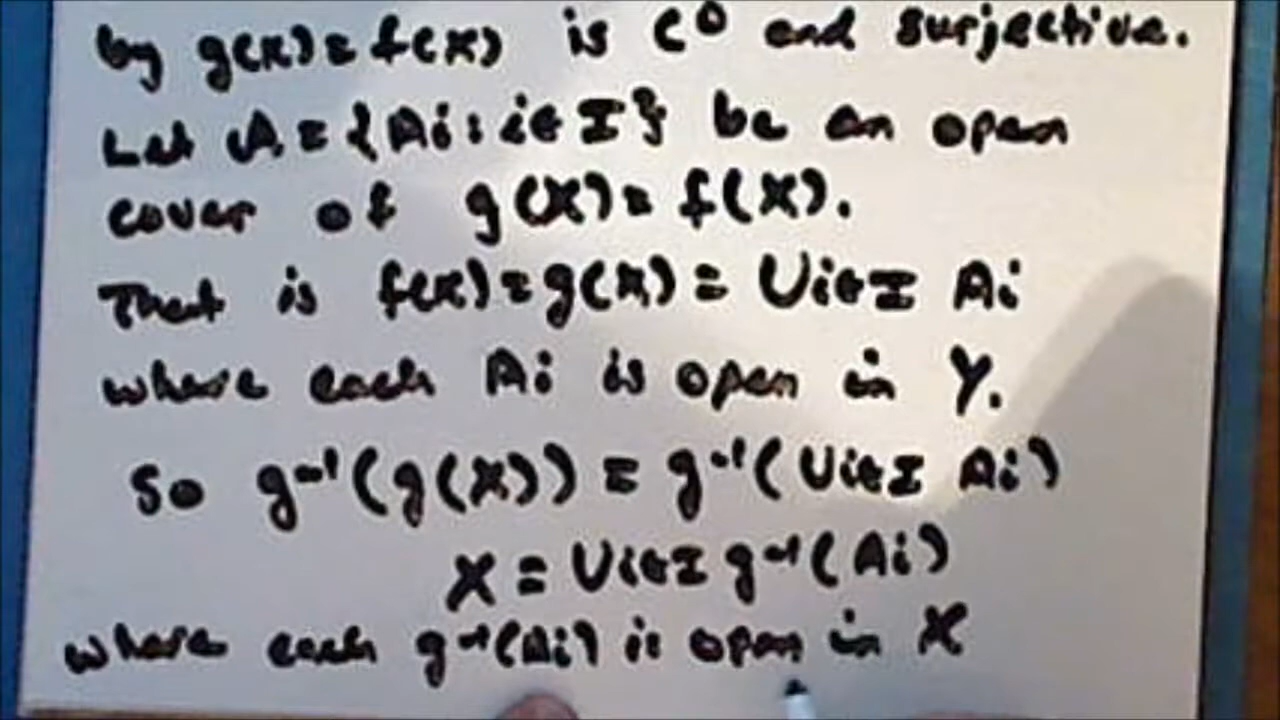 by g(x) = f(x) is C⁰ and surjective.
Let A = {Ai : i ∈ I} be an open
cover of g(X) = f(X).
That is f(x) = g(x) = ∪i∈I Ai
where each Ai is open in Y.
So g⁻¹(g(X)) = g⁻¹(∪i∈I Ai)
X = ∪i∈I g⁻¹(Ai)
where each g⁻¹(Ai) is open in X